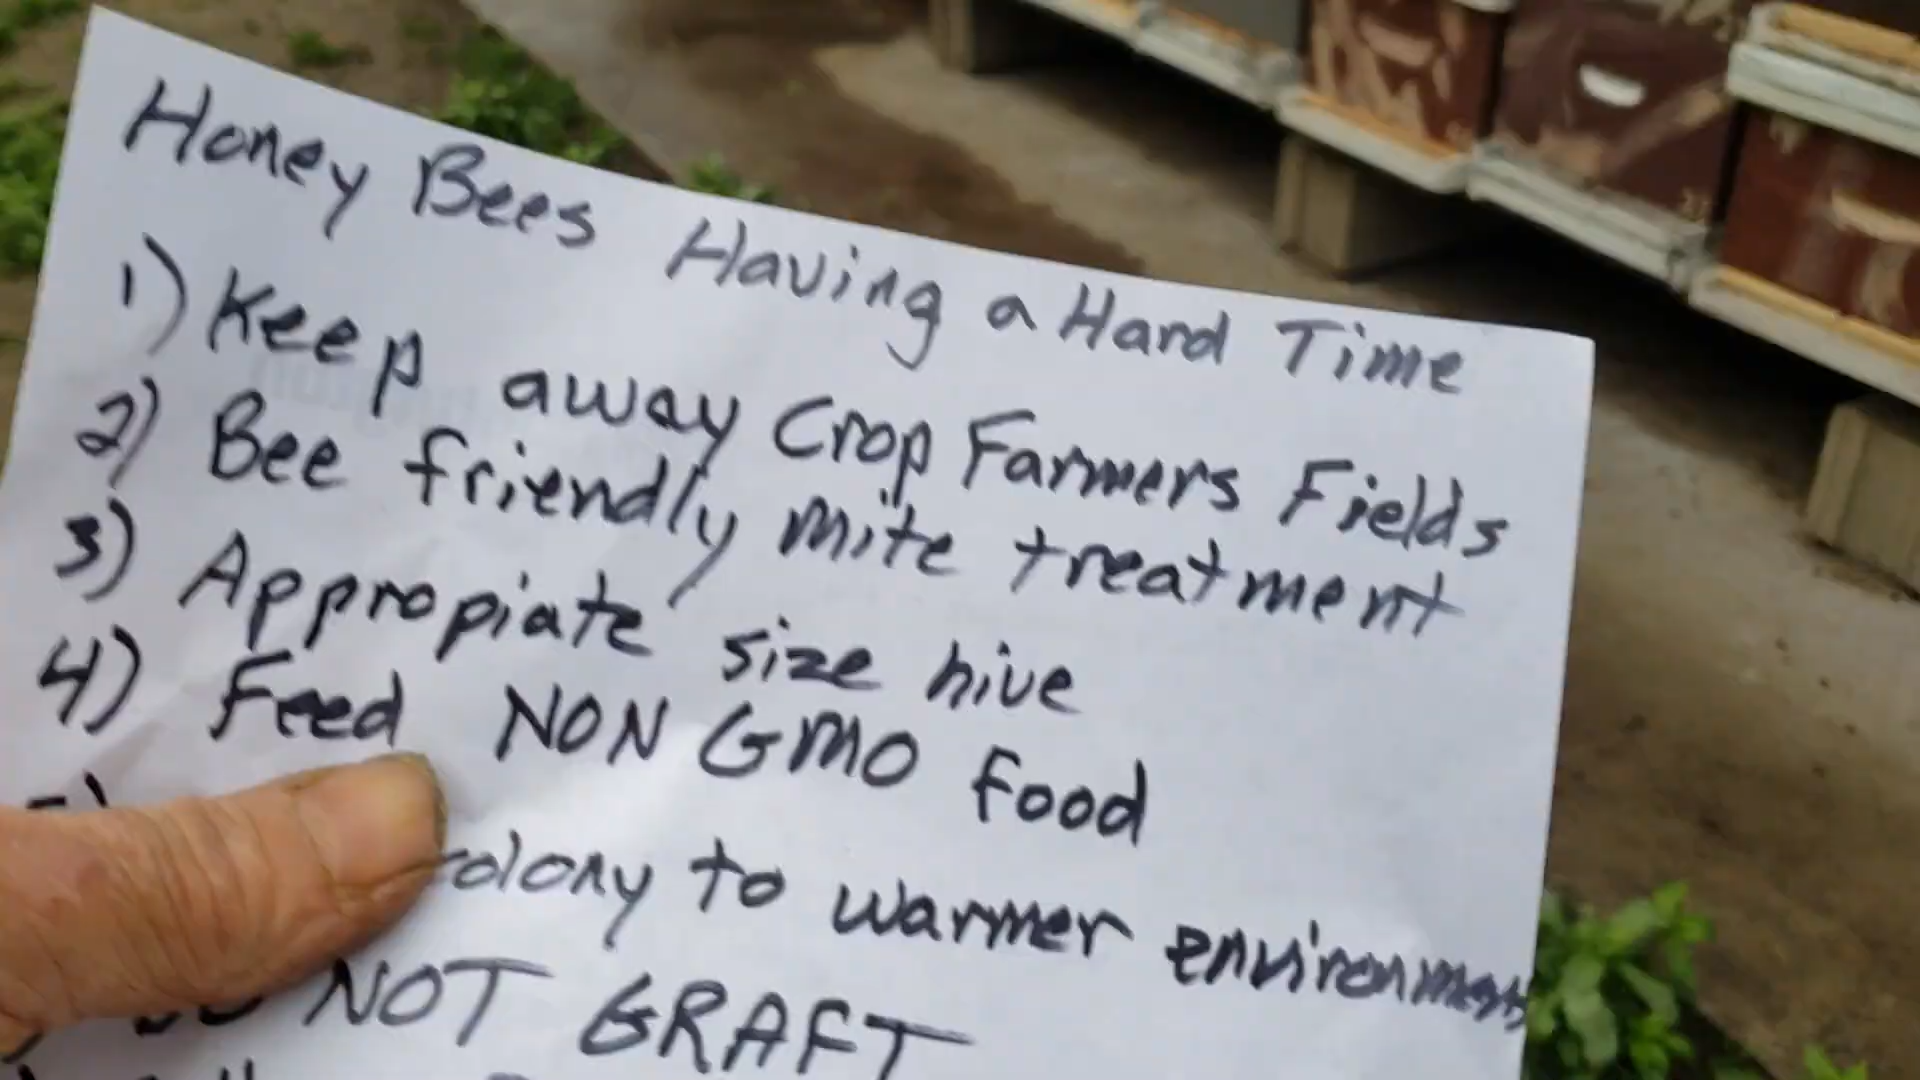 Honey Bees Having a Hard Time
1) Keep away Crop Farmers Fields
2) Bee friendly mite treatment
3) Appropiate size hive
4) Feed NON GMO food
colony to warmer environment
NOT GRAFT